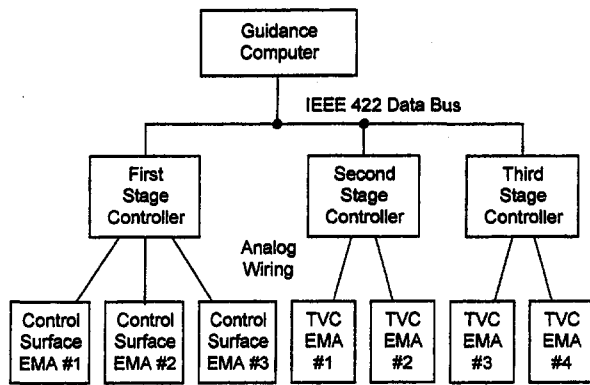 Guidance
Computer
IEEE 422 Data Bus
First
Stage
Controller
Second
Stage
Controller
Third
Stage
Controller
Analog
Wiring
Control
Surface
EMA #1
Control
Surface
EMA #2
Control
Surface
EMA #3
TVC
EMA
#1
TVC
EMA
#2
TVC
EMA
#3
TVC
EMA
#4